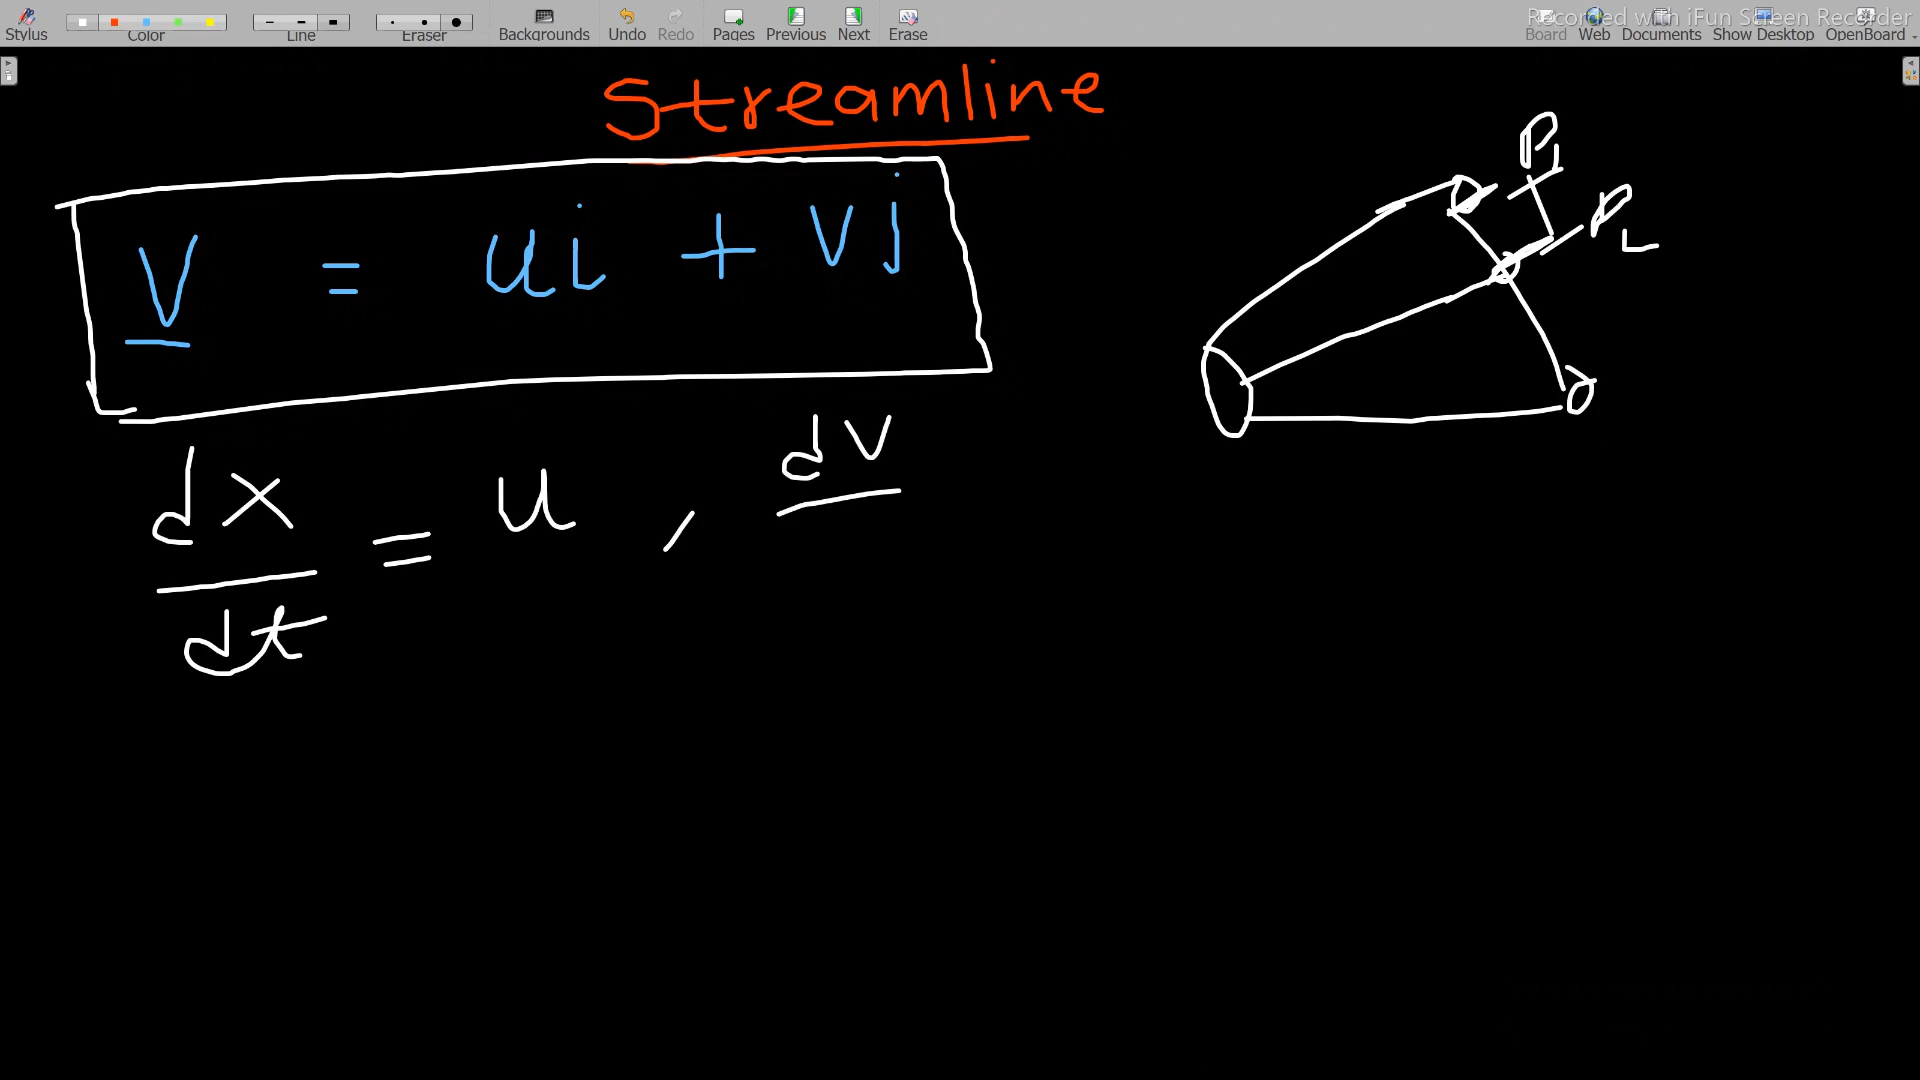 Recorded with iFun Screen Recorder
Stylus Color Line Eraser Backgrounds Undo Redo Pages Previous Next Erase Board Web Documents Show Desktop OpenBoard
Streamline
V = ui + vj
dx/dt = u , dv
P1
P2